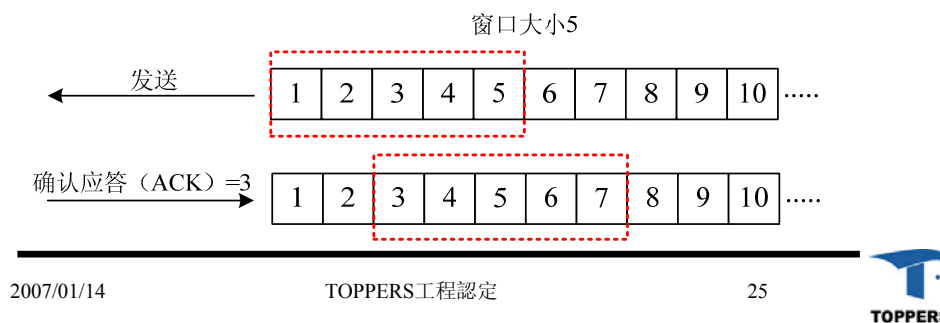 窗口大小5
发送
1 2 3 4 5 6 7 8 9 10 ·····
确认应答（ACK）=3
1 2 3 4 5 6 7 8 9 10 ·····
2007/01/14 TOPPERS工程認定 25
TOPPERS